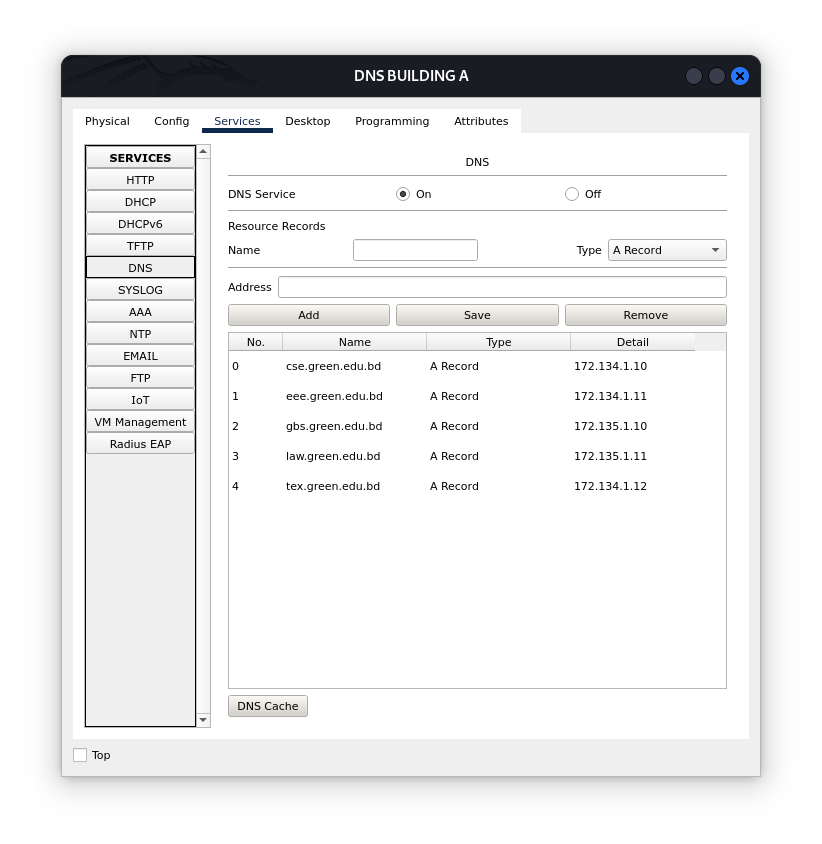 DNS BUILDING A
Physical Config Services Desktop Programming Attributes
SERVICES
HTTP
DHCP
DHCPv6
TFTP
DNS
SYSLOG
AAA
NTP
EMAIL
FTP
IoT
VM Management
Radius EAP
DNS
DNS Service On Off
Resource Records
Name Type A Record
Address
Add Save Remove
No. Name Type Detail
0 cse.green.edu.bd A Record 172.134.1.10
1 eee.green.edu.bd A Record 172.134.1.11
2 gbs.green.edu.bd A Record 172.135.1.10
3 law.green.edu.bd A Record 172.135.1.11
4 tex.green.edu.bd A Record 172.134.1.12
DNS Cache
Top